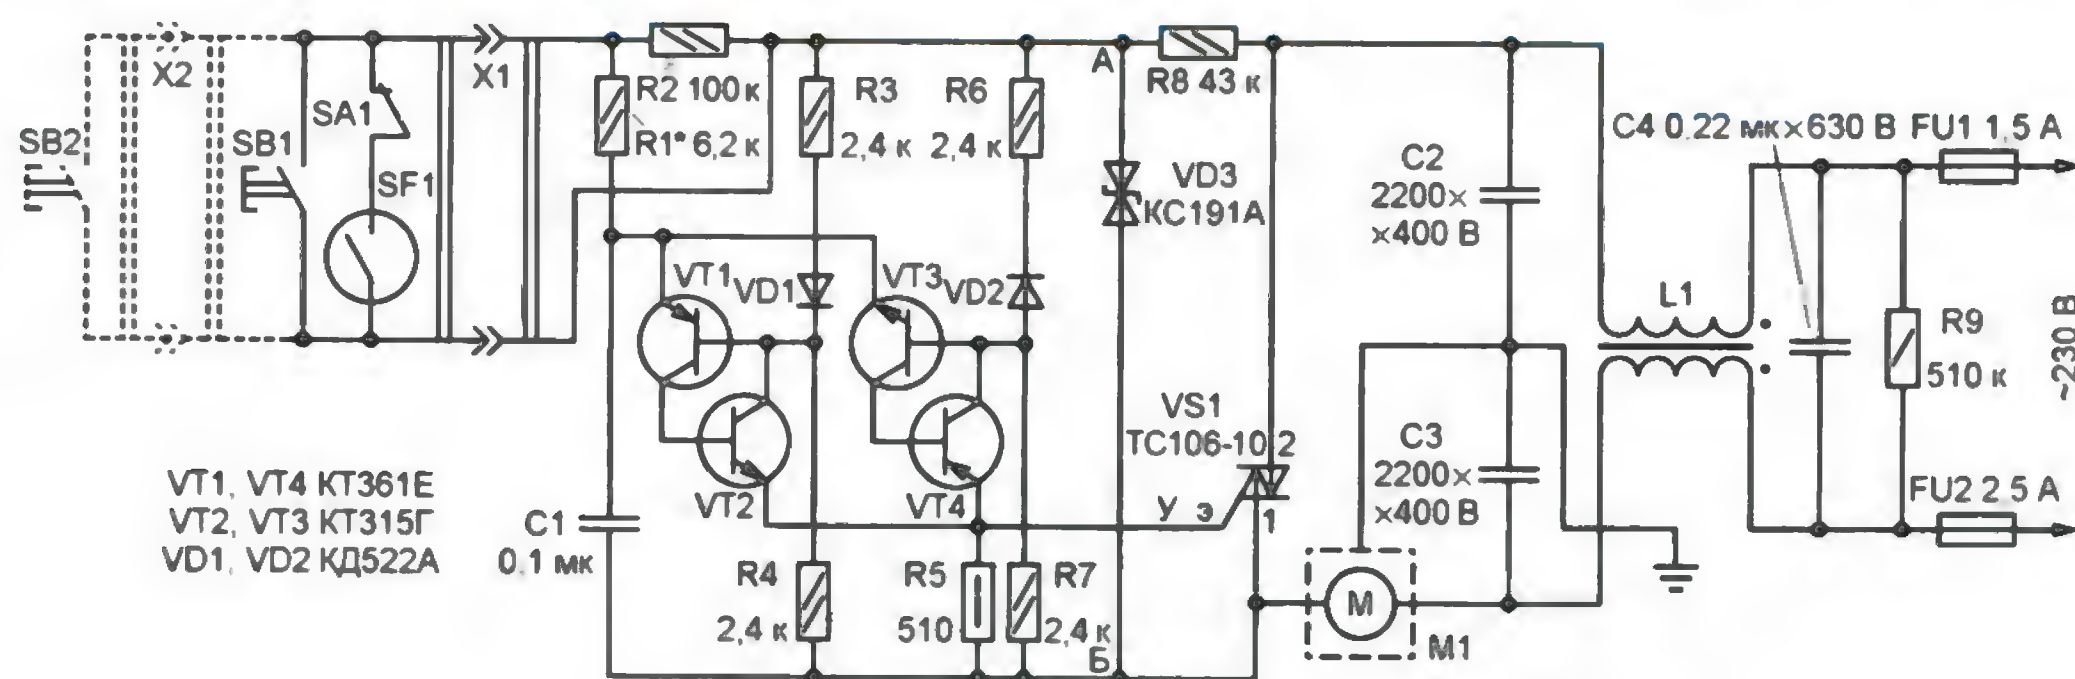 X2
SB2
SB1
SA1
SF1
X1
R2 100 к
R1* 6,2 к
R3
2,4 к
R6
2,4 к
А
R8 43 к
VD3
КС191А
C2
2200×
×400 В
C4 0,22 мк×630 В
FU1 1,5 А
VT1
VD1
VT3
VD2
L1
R9
510 к
~230 В
VS1
ТС106-10-2
C3
2200×
×400 В
VT2
VT4
У э
1
FU2 2,5 А
VT1, VT4 КТ361Е
VT2, VT3 КТ315Г
VD1, VD2 КД522А
C1
0,1 мк
R4
2,4 к
R5
510
R7
2,4 к
Б
М
М1